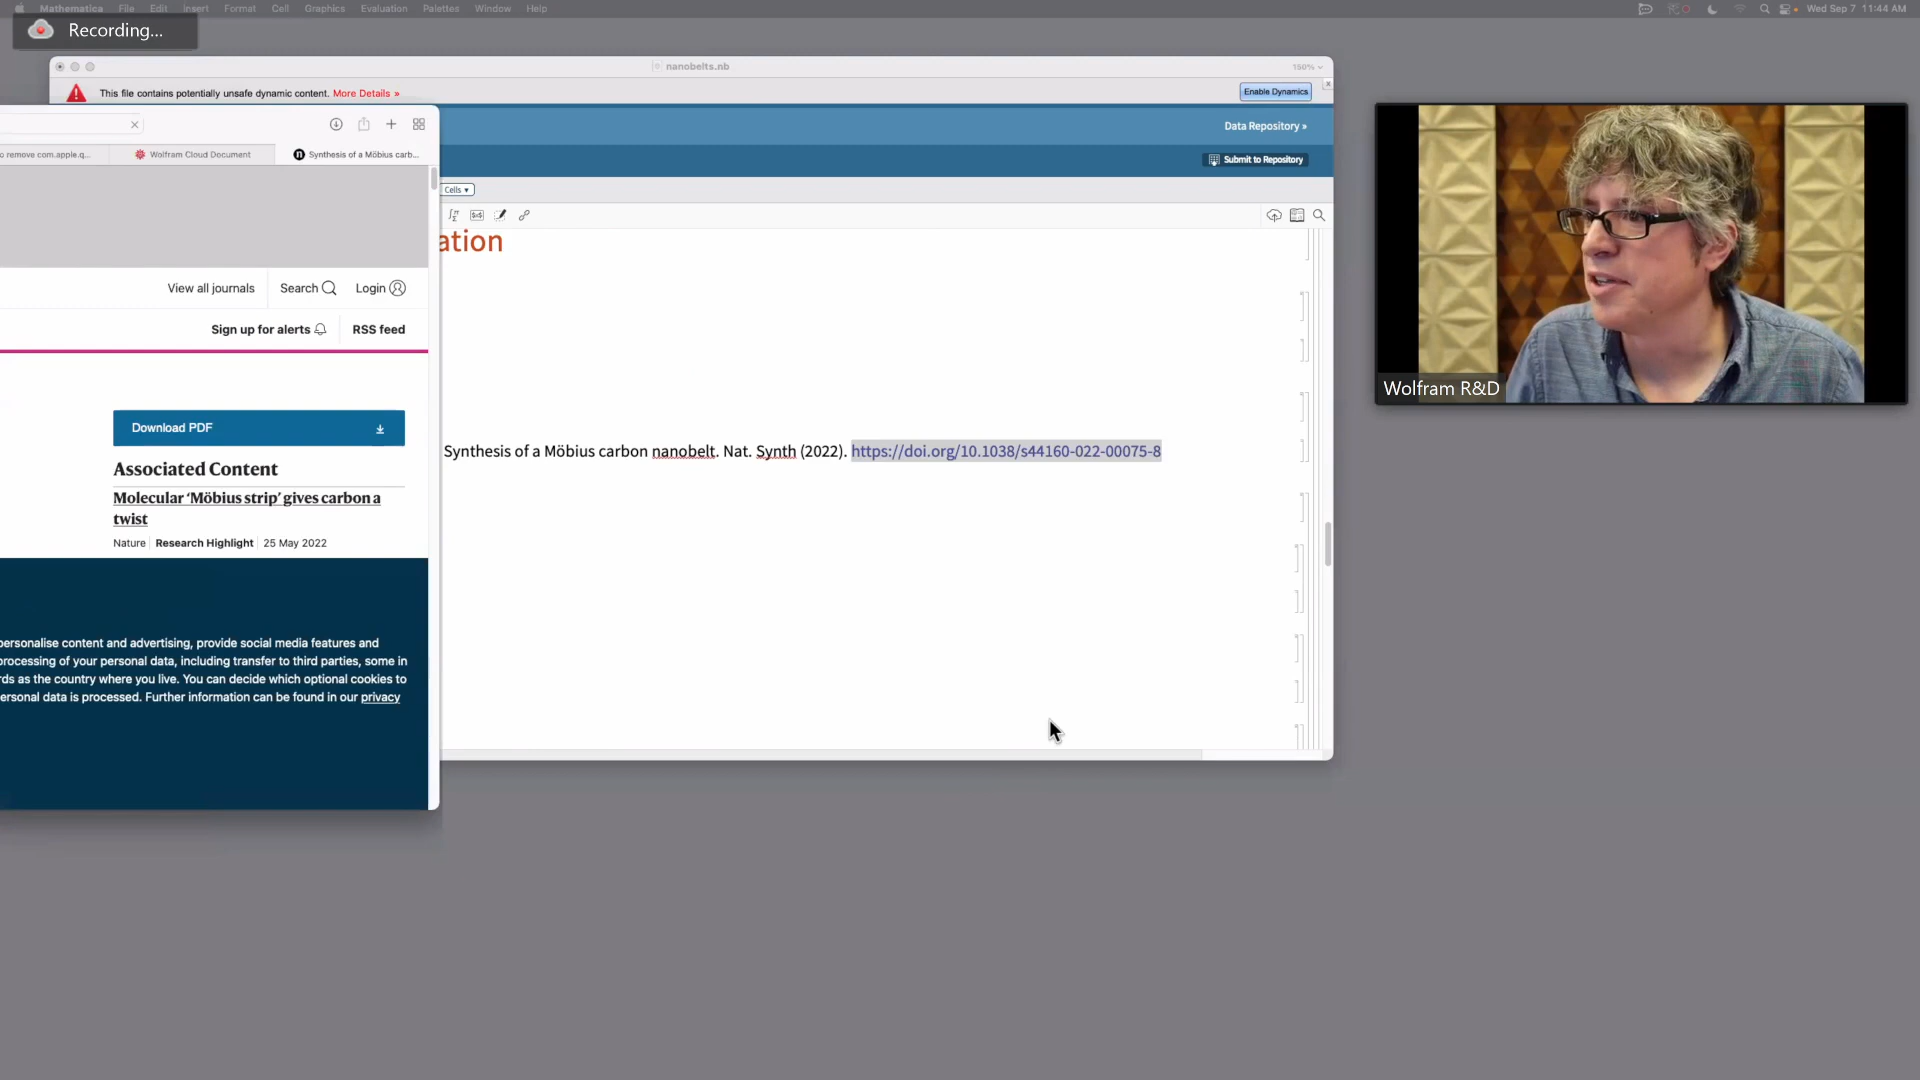 Mathematica File Edit Insert Format Cell Graphics Evaluation Palettes Window Help
Wed Sep 7 11:44 AM
Recording...
nanobelts.nb
150%
This file contains potentially unsafe dynamic content. More Details »
Enable Dynamics
Data Repository »
o remove com.apple.q...
Wolfram Cloud Document
Synthesis of a Möbius carb...
Submit to Repository
Cells
ation
View all journals
Search
Login
Sign up for alerts
RSS feed
Wolfram R&D
Download PDF
Synthesis of a Möbius carbon nanobelt. Nat. Synth (2022). https://doi.org/10.1038/s44160-022-00075-8
Associated Content
Molecular ‘Möbius strip’ gives carbon a
twist
Nature Research Highlight 25 May 2022
personalise content and advertising, provide social media features and
processing of your personal data, including transfer to third parties, some in
rds as the country where you live. You can decide which optional cookies to
ersonal data is processed. Further information can be found in our privacy